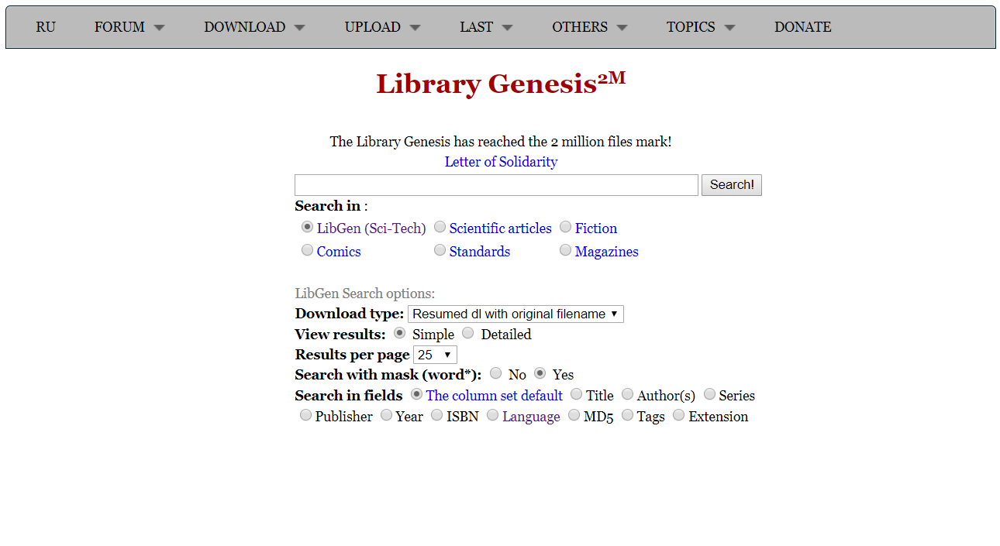 RU FORUM DOWNLOAD UPLOAD LAST OTHERS TOPICS DONATE
Library Genesis2M
The Library Genesis has reached the 2 million files mark!
Letter of Solidarity
Search!
Search in :
LibGen (Sci-Tech) Scientific articles Fiction
Comics Standards Magazines
LibGen Search options:
Download type: Resumed dl with original filename
View results: Simple Detailed
Results per page 25
Search with mask (word*): No Yes
Search in fields The column set default Title Author(s) Series
Publisher Year ISBN Language MD5 Tags Extension